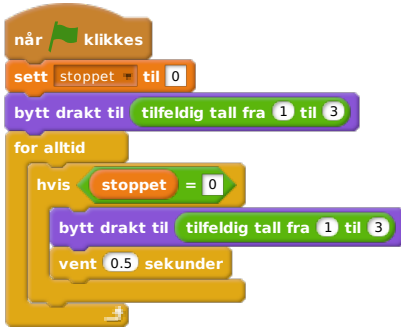 når klikkes
sett stoppet til 0
bytt drakt til tilfeldig tall fra 1 til 3
for alltid
hvis stoppet = 0
bytt drakt til tilfeldig tall fra 1 til 3
vent 0.5 sekunder